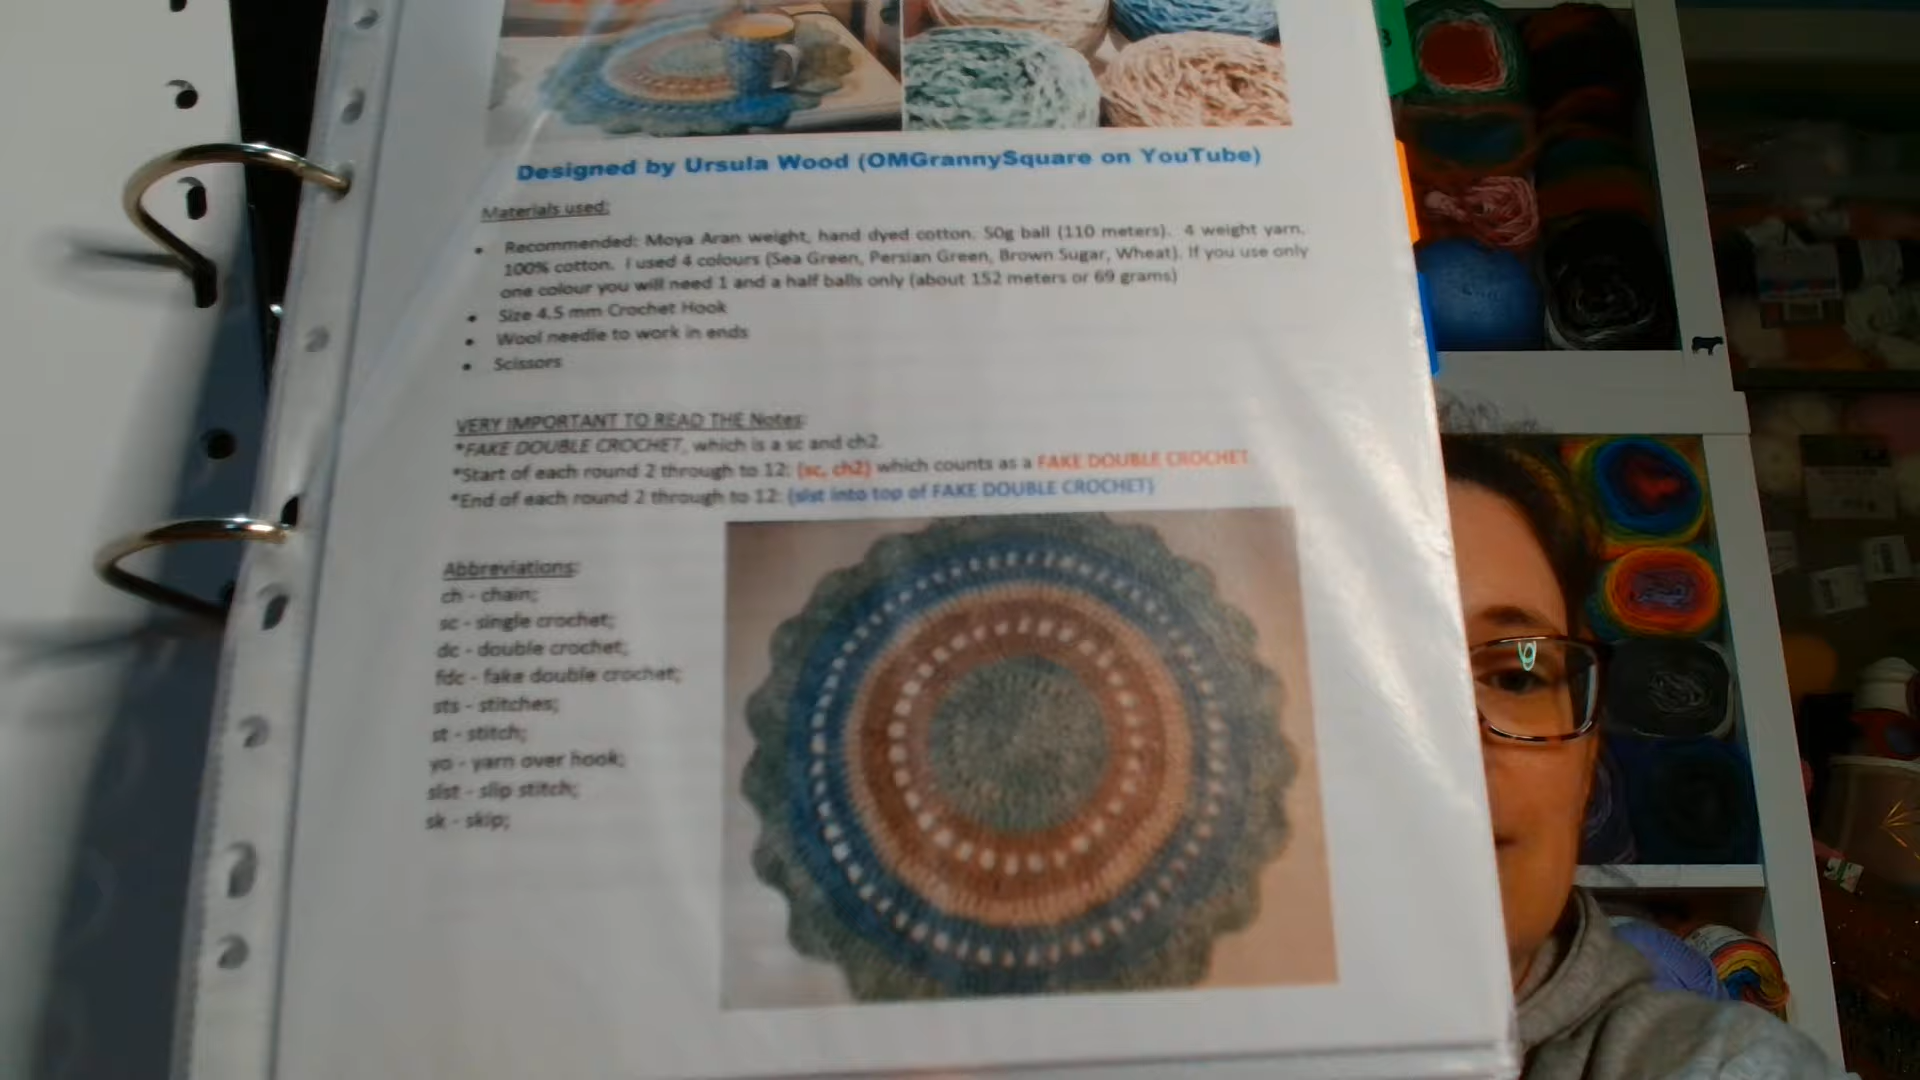 Designed by Ursula Wood (OMGrannySquare on YouTube)
Materials used:
• Recommended: Moya Aran weight, hand dyed cotton. 50g ball (110 meters). 4 weight yarn.
100% cotton. I used 4 colours (Sea Green, Persian Green, Brown Sugar, Wheat). If you use only
one colour you will need 1 and a half balls only (about 152 meters or 69 grams)
• Size 4.5 mm Crochet Hook
• Wool needle to work in ends
• Scissors
VERY IMPORTANT TO READ THE Notes:
*FAKE DOUBLE CROCHET, which is a sc and ch2.
*Start of each round 2 through to 12: (sc, ch2) which counts as a FAKE DOUBLE CROCHET
*End of each round 2 through to 12: (slst into top of FAKE DOUBLE CROCHET)
Abbreviations:
ch - chain;
sc - single crochet;
dc - double crochet;
fdc - fake double crochet;
sts - stitches;
st - stitch;
yo - yarn over hook;
slst - slip stitch;
sk - skip;
3